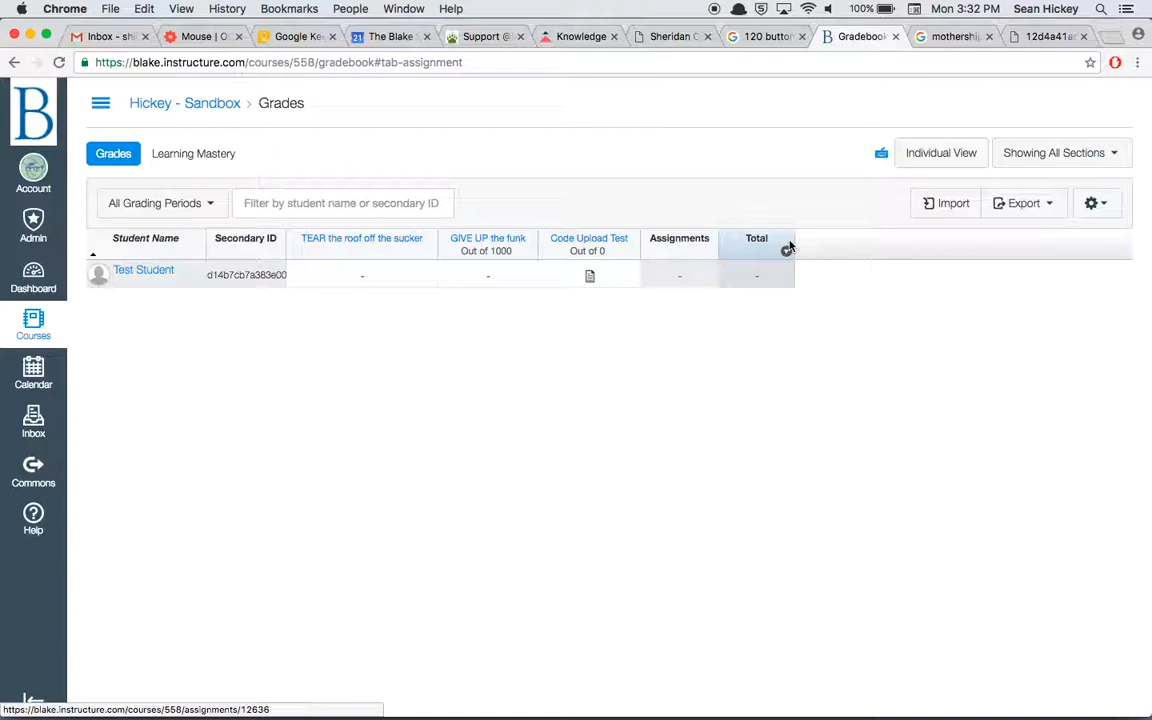 Chrome File Edit View History Bookmarks People Window Help 100% Mon 3:32 PM Sean Hickey
Inbox - shi Mouse | O Google Kee The Blake Support @ Knowledge Sheridan C 120 button Gradebook mothership 12d4a41a
https://blake.instructure.com/courses/558/gradebook#tab-assignment
B
Hickey - Sandbox > Grades
Grades Learning Mastery Individual View Showing All Sections
All Grading Periods Filter by student name or secondary ID Import Export
Student Name Secondary ID TEAR the roof off the sucker GIVE UP the funk Code Upload Test Assignments Total
Out of 1000 Out of 0
Test Student d14b7cb7a383e00 - - - -
Account
Admin
Dashboard
Courses
Calendar
Inbox
Commons
Help
https://blake.instructure.com/courses/558/assignments/12636